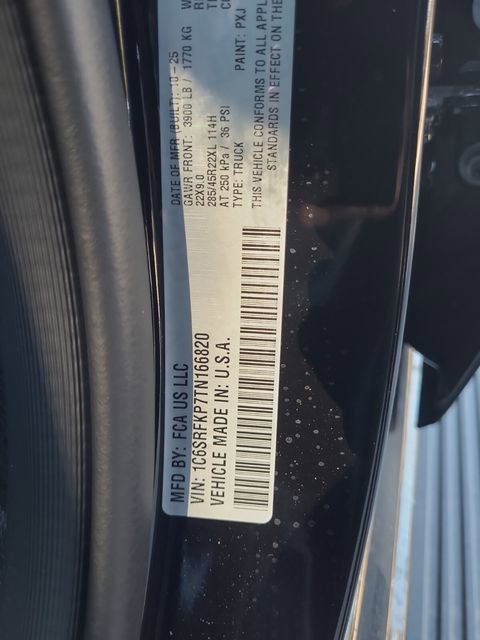 MFD BY: FCA US LLC
DATE OF MFR (BUILT): 10 - 25
GAWR FRONT: 3900 LB / 1770 KG
22X9.0
285/45R22XL 114H
AT 250 kPa / 36 PSI
TYPE: TRUCK
PAINT: PXJ
VIN: 1C6SRFKP7TN166820
VEHICLE MADE IN: U.S.A.
THIS VEHICLE CONFORMS TO ALL APPL
STANDARDS IN EFFECT ON THE